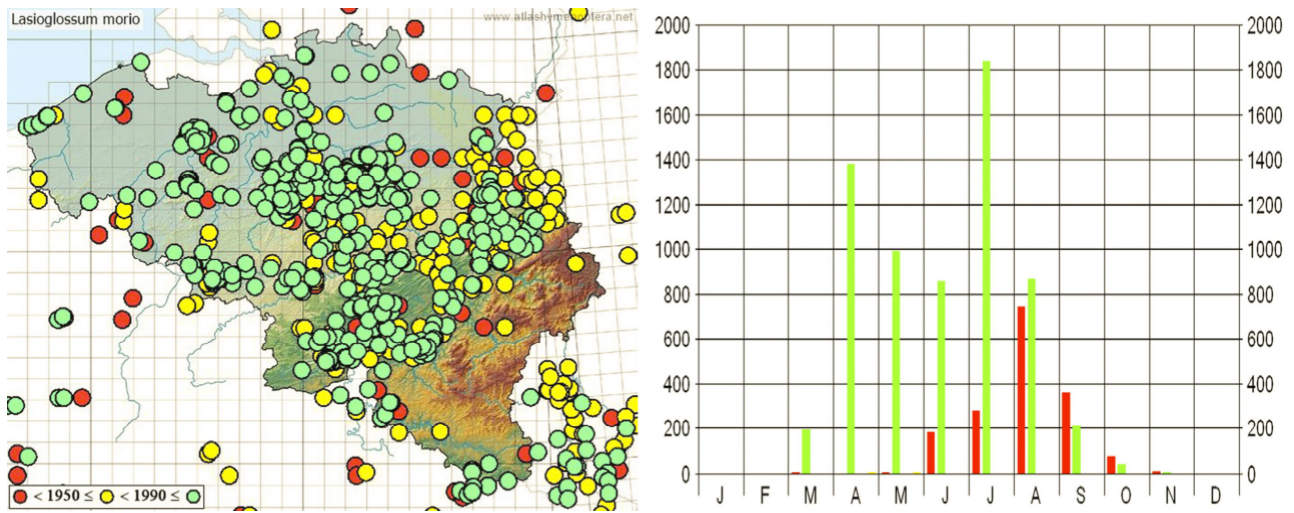 Lasioglossum morio
www.atlashymenoptera.net
< 1950 ≤ < 1990 ≤
2000 2000
1800 1800
1600 1600
1400 1400
1200 1200
1000 1000
800 800
600 600
400 400
200 200
0 0
J F M A M J J A S O N D